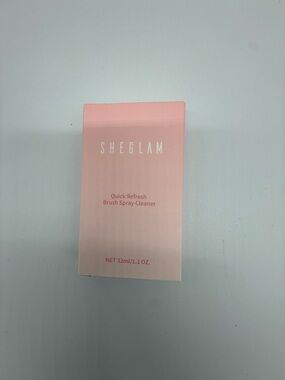 SHEGLAM
Quick Refresh
Brush Spray Cleaner
NET 32ml/1.1 OZ.